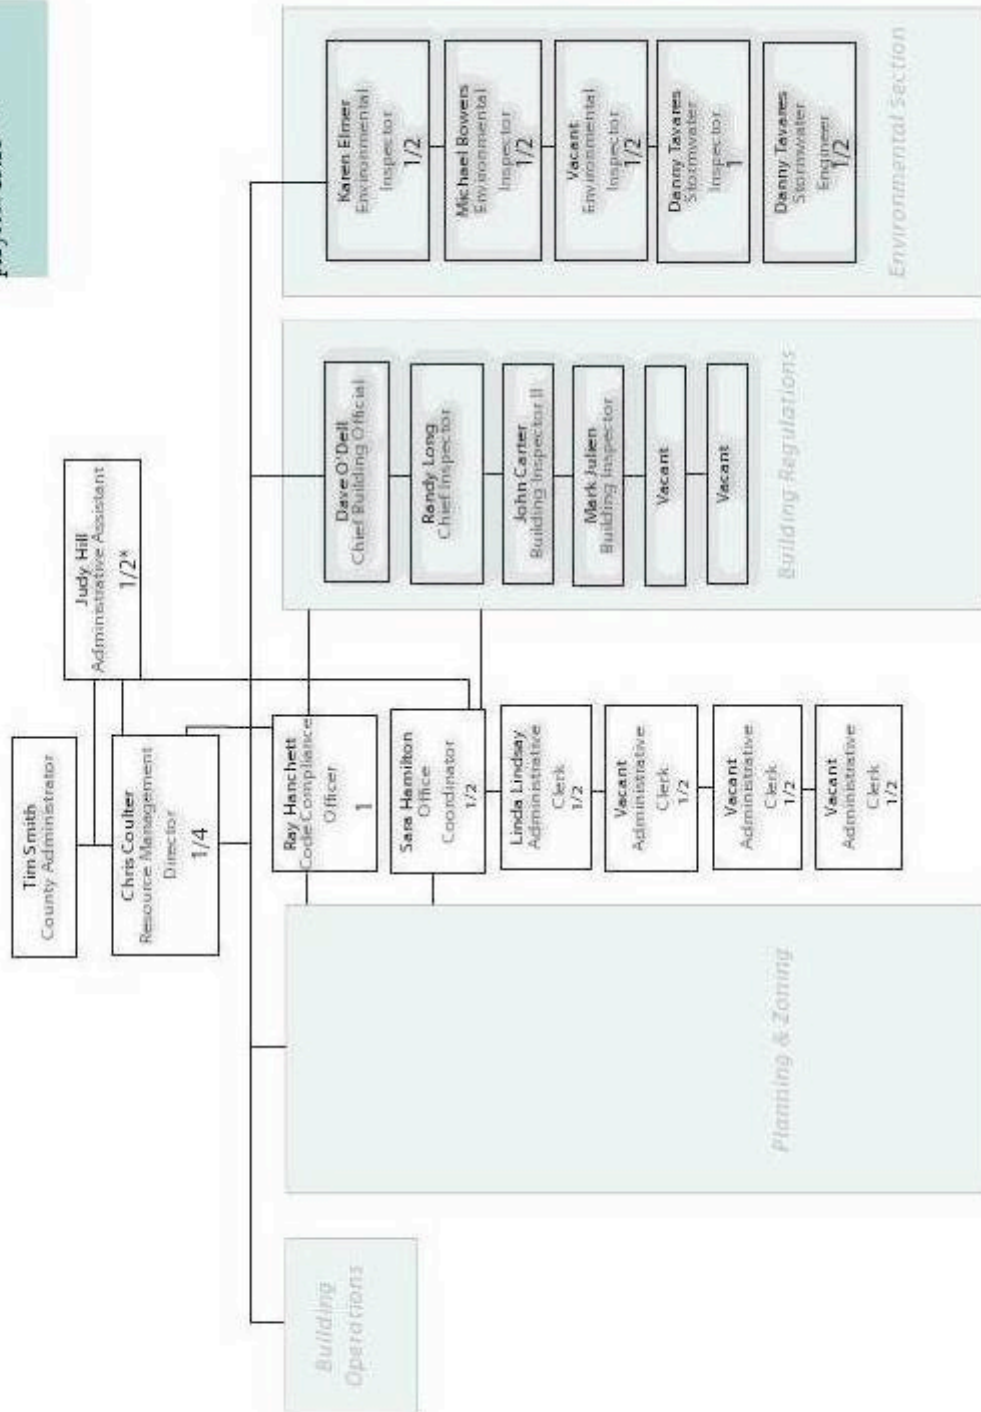 Tim Smith
County Administrator
Judy Hill
Administrative Assistant
1/2*
Chris Coulter
Resource Management
Director
1/4
Building
Operations
Planning & Zoning
Ray Hanchett
Code Compliance
Officer
1
Sara Hamilton
Office
Coordinator
1/2
Linda Lindsay
Administrative
Clerk
1/2
Vacant
Administrative
Clerk
1/2
Vacant
Administrative
Clerk
1/2
Vacant
Administrative
Clerk
1/2
Dave O'Dell
Chief Building Official
Randy Long
Chief Inspector
John Carter
Building Inspector II
Mark Julien
Building Inspector
Vacant
Vacant
Building Regulations
Karen Elmer
Environmental
Inspector
1/2
Michael Bowers
Environmental
Inspector
1/2
Vacant
Environmental
Inspector
1/2
Danny Tavares
Stormwater
Inspector
1
Danny Tavares
Stormwater
Engineer
1/2
Environmental Section